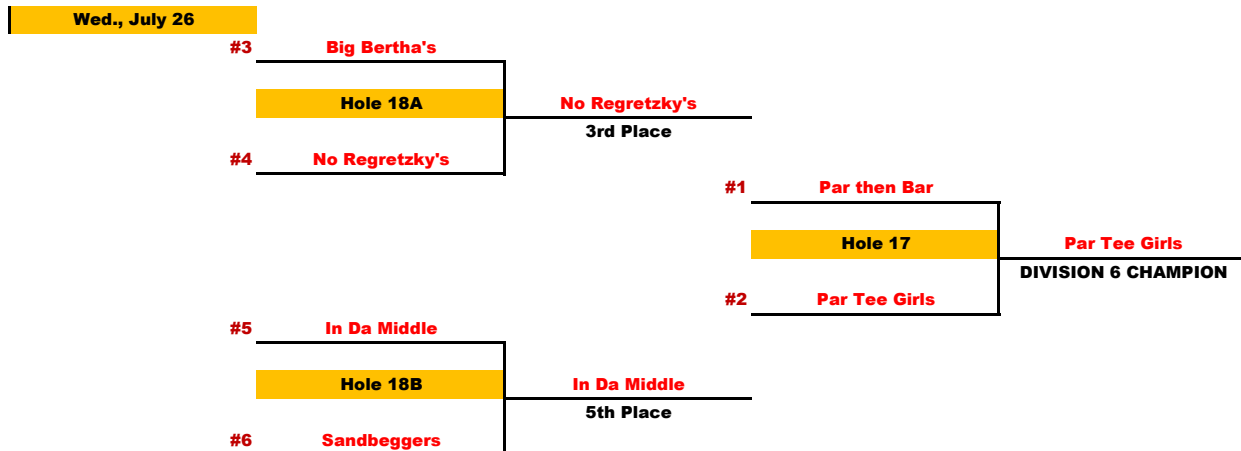 Wed., July 26
#3 Big Bertha's
Hole 18A
No Regretzky's
3rd Place
#4 No Regretzky's
#1 Par then Bar
Hole 17
Par Tee Girls
DIVISION 6 CHAMPION
#2 Par Tee Girls
#5 In Da Middle
Hole 18B
In Da Middle
5th Place
#6 Sandbeggers